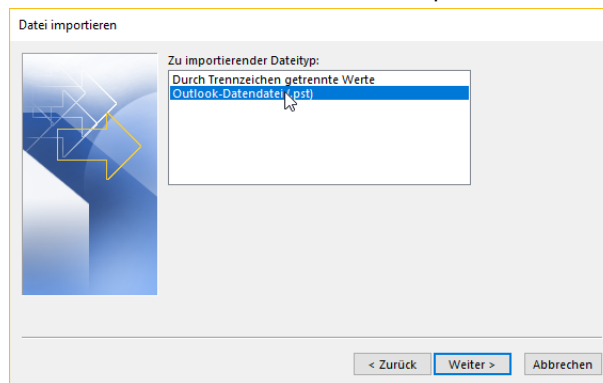 Datei importieren
Zu importierender Dateityp:
Durch Trennzeichen getrennte Werte
Outlook-Datendatei (.pst)
< Zurück
Weiter >
Abbrechen